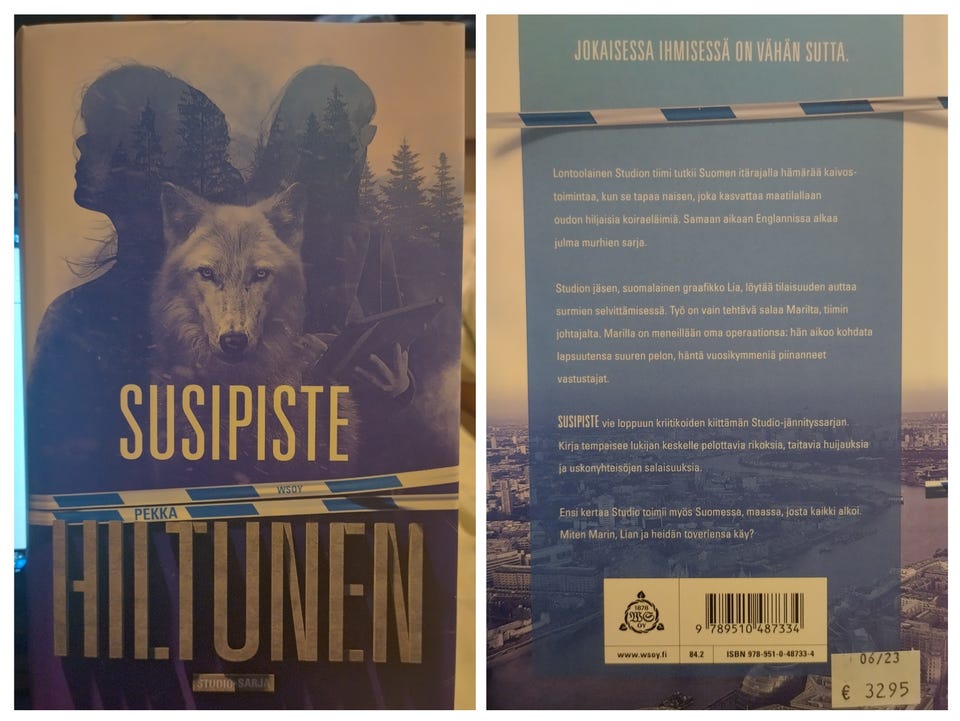 SUSIPISTE
WSOY
PEKKA
HILTUNEN
STUDIO-SARJA
JOKAISESSA IHMISESSÄ ON VÄHÄN SUTTA.
Lontoolainen Studion tiimi tutkii Suomen itärajalla hämärää kaivos-
toimintaa, kun se tapaa naisen, joka kasvattaa maatilallaan
oudon hiljaisia koiraeläimiä. Samaan aikaan Englannissa alkaa
julma murhien sarja.
Studion jäsen, suomalainen graafikko Lia, löytää tilaisuuden auttaa
surmien selvittämisessä. Työ on vain tehtävä salaa Marilta, tiimin
johtajalta. Marilla on meneillään oma operaationsa: hän aikoo kohdata
lapsuutensa suuren pelon, häntä vuosikymmeniä piinanneet
vastustajat.
SUSIPISTE vie loppuun kriitikoiden kiittämän Studio-jännityssarjan.
Kirja tempaisee lukijan keskelle pelottavia rikoksia, taitavia huijauksia
ja uskonyhteisöjen salaisuuksia.
Ensi kertaa Studio toimii myös Suomessa, maassa, josta kaikki alkoi.
Miten Marin, Lian ja heidän toveriensa käy?
1878
WS
OY
9 789510 487334
www.wsoy.fi
84.2
ISBN 978-951-0-48733-4
06/23
€ 32.95